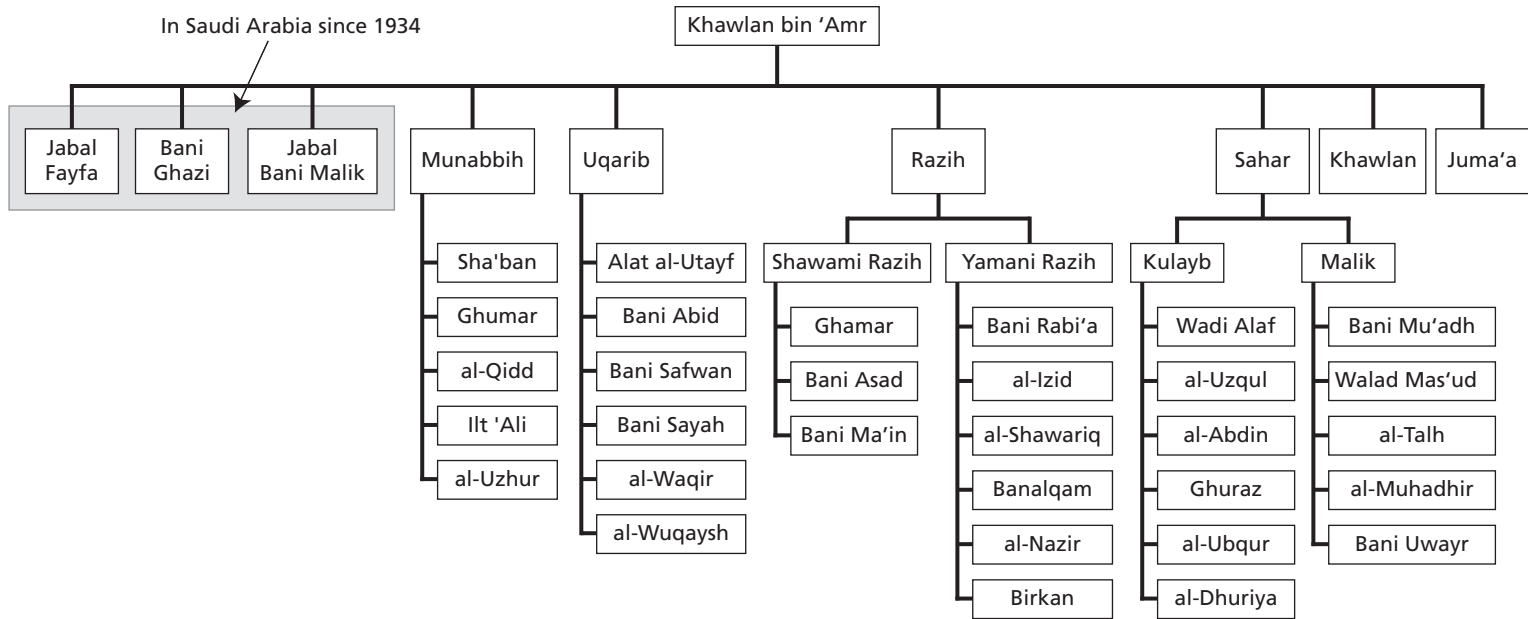 In Saudi Arabia since 1934
Khawlan bin ‘Amr
Jabal
Fayfa
Bani
Ghazi
Jabal
Bani Malik
Munabbih
Uqarib
Razih
Sahar
Khawlan
Juma‘a
Sha'ban
Ghumar
al-Qidd
Ilt 'Ali
al-Uzhur
Alat al-Utayf
Bani Abid
Bani Safwan
Bani Sayah
al-Waqir
al-Wuqaysh
Shawami Razih
Ghamar
Bani Asad
Bani Ma’in
Yamani Razih
Bani Rabi‘a
al-Izid
al-Shawariq
Banalqam
al-Nazir
Birkan
Kulayb
Wadi Alaf
al-Uzqul
al-Abdin
Ghuraz
al-Ubqur
al-Dhuriya
Malik
Bani Mu‘adh
Walad Mas‘ud
al-Talh
al-Muhadhir
Bani Uwayr